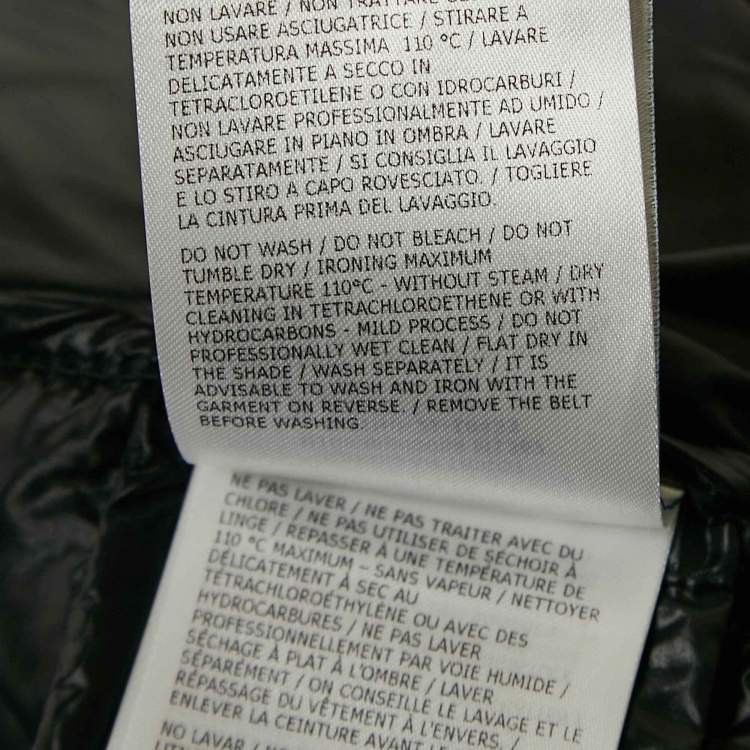 NON LAVARE / NON TRATTARE
NON USARE ASCIUGATRICE / STIRARE A
TEMPERATURA MASSIMA 110 °C / LAVARE
DELICATAMENTE A SECCO IN
TETRACLOROETILENE O CON IDROCARBURI /
NON LAVARE PROFESSIONALMENTE AD UMIDO /
ASCIUGARE IN PIANO IN OMBRA / LAVARE
SEPARATAMENTE / SI CONSIGLIA IL LAVAGGIO
E LO STIRO A CAPO ROVESCIATO. / TOGLIERE
LA CINTURA PRIMA DEL LAVAGGIO.
DO NOT WASH / DO NOT BLEACH / DO NOT
TUMBLE DRY / IRONING MAXIMUM
TEMPERATURE 110°C - WITHOUT STEAM / DRY
CLEANING IN TETRACHLOROETHENE OR WITH
HYDROCARBONS - MILD PROCESS / DO NOT
PROFESSIONALLY WET CLEAN / FLAT DRY IN
THE SHADE / WASH SEPARATELY / IT IS
ADVISABLE TO WASH AND IRON WITH THE
GARMENT ON REVERSE. / REMOVE THE BELT
BEFORE WASHING.
NE PAS LAVER / NE PAS TRAITER AVEC DU
CHLORE / NE PAS UTILISER DE SÉCHOIR À
LINGE / REPASSER À UNE TEMPÉRATURE DE
110 °C MAXIMUM – SANS VAPEUR / NETTOYER
DÉLICATEMENT À SEC AU
TÉTRACHLOROÉTHYLÈNE OU AVEC DES
HYDROCARBURES / NE PAS LAVER
PROFESSIONNELLEMENT PAR VOIE HUMIDE /
SÉCHAGE À PLAT À L'OMBRE / LAVER
SÉPARÉMENT / ON CONSEILLE LE LAVAGE ET LE
RÉPASSAGE DU VÊTEMENT À L'ENVERS. /
ENLEVER LA CEINTURE AVANT
NO LAVAR /